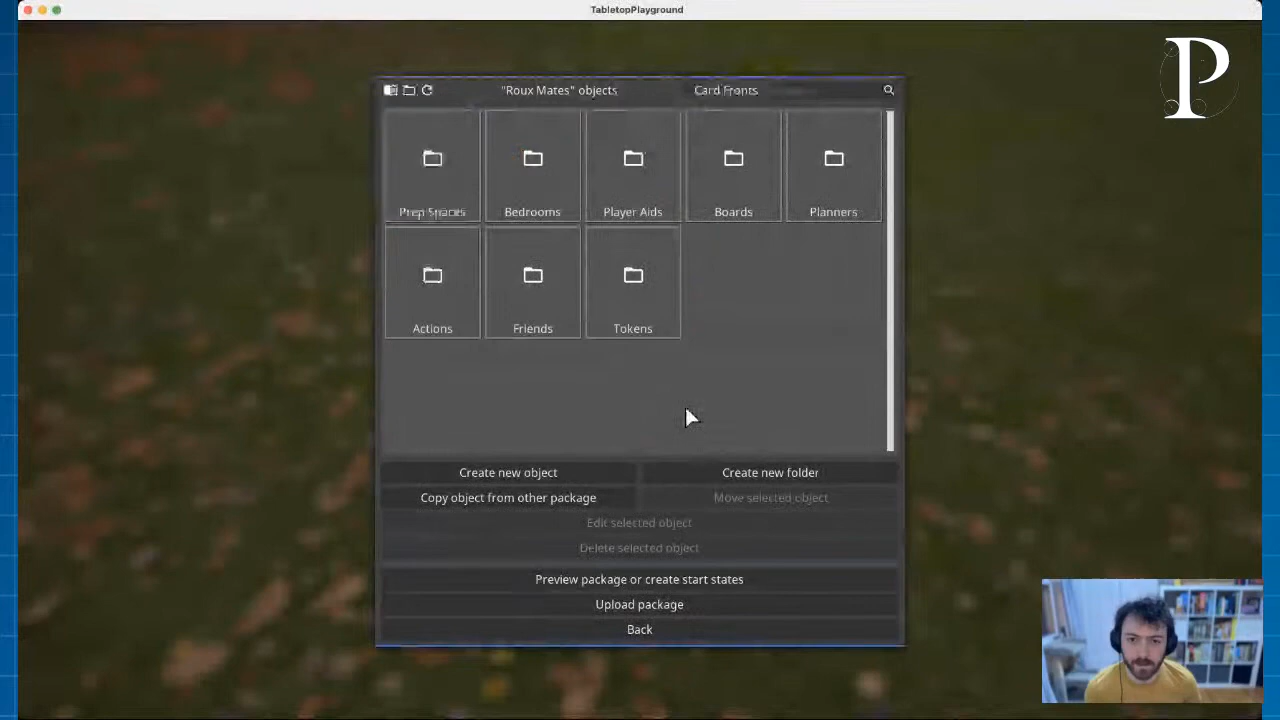 TabletopPlayground
P
"Roux Mates" objects
Card Fronts
Prep Spaces
Bedrooms
Player Aids
Boards
Planners
Actions
Friends
Tokens
Create new object
Create new folder
Copy object from other package
Move selected object
Edit selected object
Delete selected object
Preview package or create start states
Upload package
Back